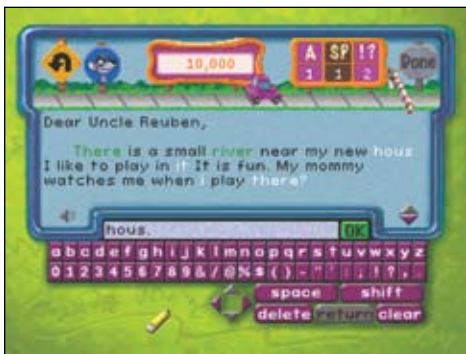 10,000
A SP !?
1 1 2
Done
Dear Uncle Reuben,
There is a small river near my new hous
I like to play in it It is fun. My mommy
watches me when i play there?
hous.
OK
a b c d e f g h i j k l m n o p q r s t u v w x y z
0 1 2 3 4 5 6 7 8 9 & / @ % $ ( ) - " ' : ; ! ? , .
space shift
delete return clear